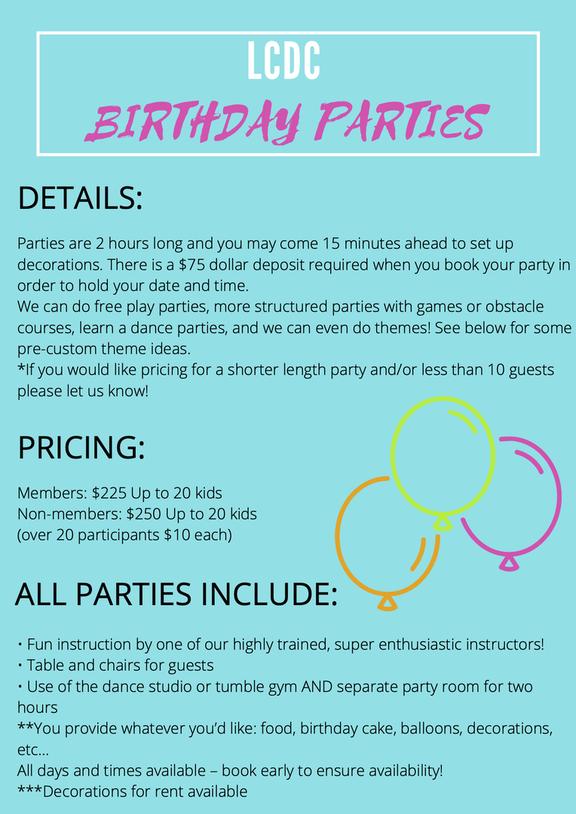 LCDC
BIRTHDAY PARTIES
DETAILS:
Parties are 2 hours long and you may come 15 minutes ahead to set up
decorations. There is a $75 dollar deposit required when you book your party in
order to hold your date and time.
We can do free play parties, more structured parties with games or obstacle
courses, learn a dance parties, and we can even do themes! See below for some
pre-custom theme ideas.
*If you would like pricing for a shorter length party and/or less than 10 guests
please let us know!
PRICING:
Members: $225 Up to 20 kids
Non-members: $250 Up to 20 kids
(over 20 participants $10 each)
ALL PARTIES INCLUDE:
• Fun instruction by one of our highly trained, super enthusiastic instructors!
• Table and chairs for guests
• Use of the dance studio or tumble gym AND separate party room for two
hours
**You provide whatever you’d like: food, birthday cake, balloons, decorations,
etc...
All days and times available – book early to ensure availability!
***Decorations for rent available